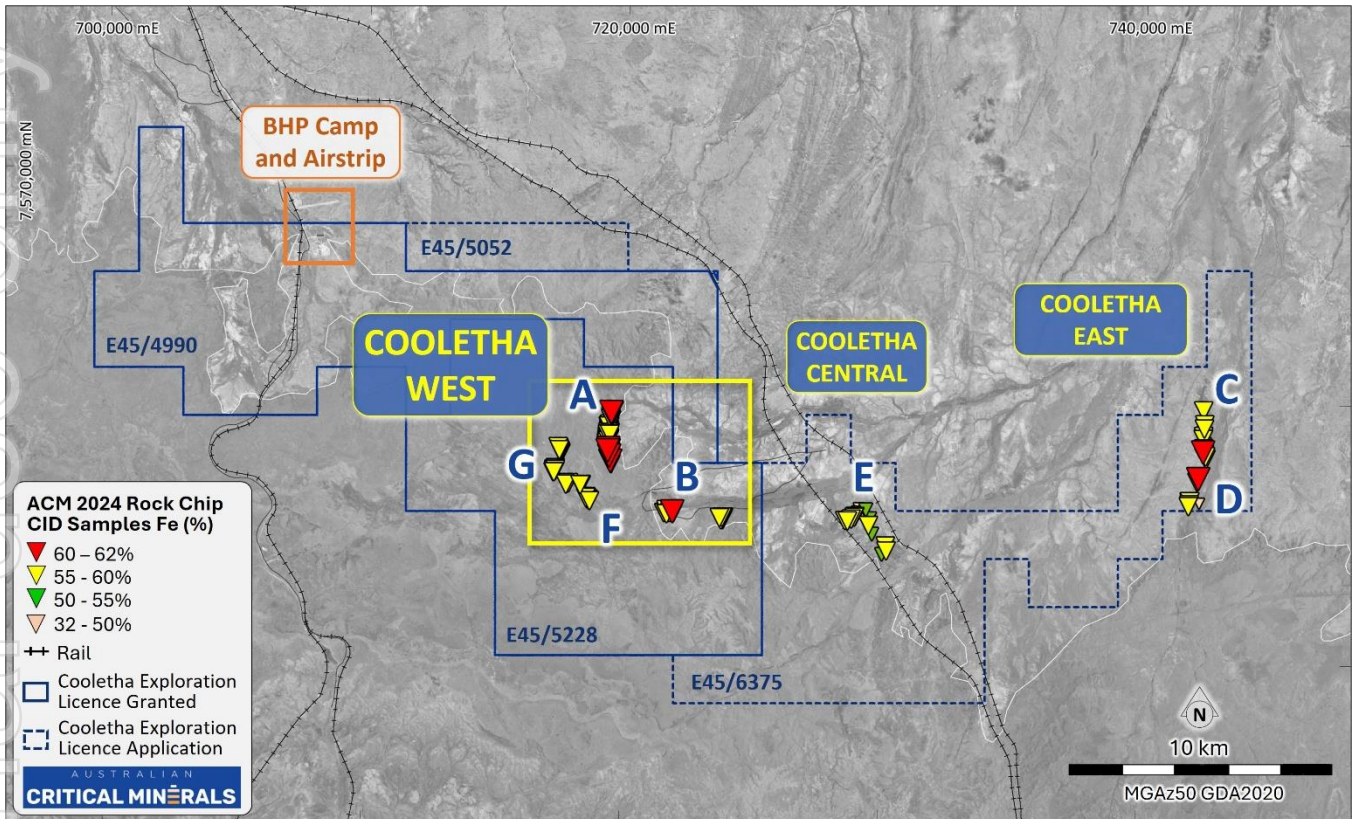 700,000 mE
720,000 mE
740,000 mE
7,570,000 mN
BHP Camp
and Airstrip
E45/5052
E45/4990
COOLETHA
WEST
COOLETHA
CENTRAL
COOLETHA
EAST
A
B
C
D
E
F
G
E45/5228
E45/6375
ACM 2024 Rock Chip
CID Samples Fe (%)
60 – 62%
55 - 60%
50 - 55%
32 - 50%
Rail
Cooletha Exploration
Licence Granted
Cooletha Exploration
Licence Application
AUSTRALIAN
CRITICAL MINERALS
N
10 km
MGAz50 GDA2020